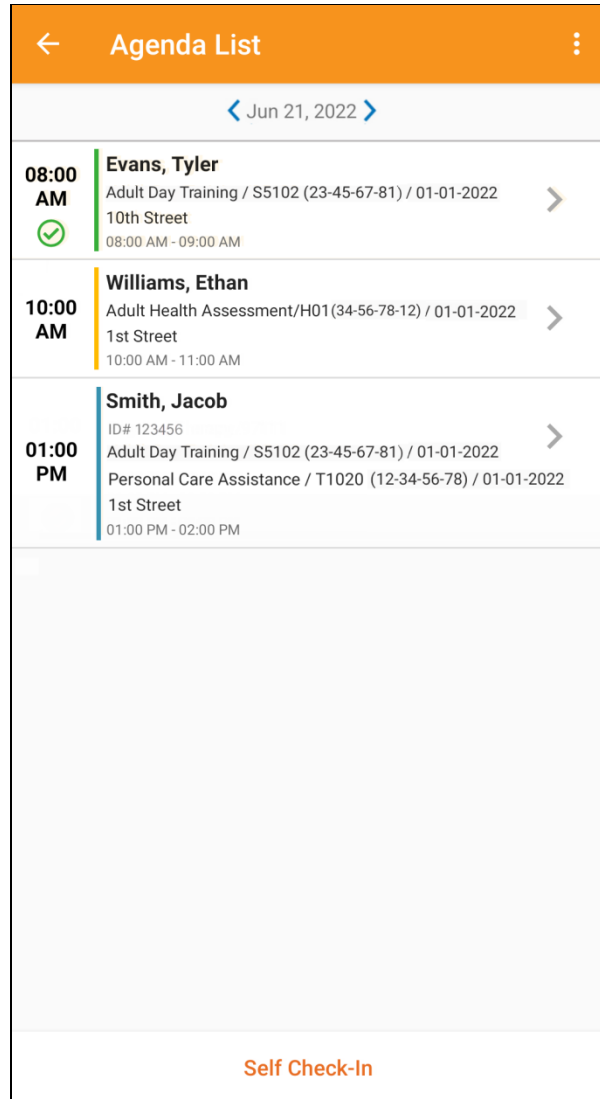 Agenda List
Jun 21, 2022
08:00
AM
Evans, Tyler
Adult Day Training / S5102 (23-45-67-81) / 01-01-2022
10th Street
08:00 AM - 09:00 AM
10:00
AM
Williams, Ethan
Adult Health Assessment/H01(34-56-78-12) / 01-01-2022
1st Street
10:00 AM - 11:00 AM
01:00
PM
Smith, Jacob
ID# 123456
Adult Day Training / S5102 (23-45-67-81) / 01-01-2022
Personal Care Assistance / T1020 (12-34-56-78) / 01-01-2022
1st Street
01:00 PM - 02:00 PM
Self Check-In